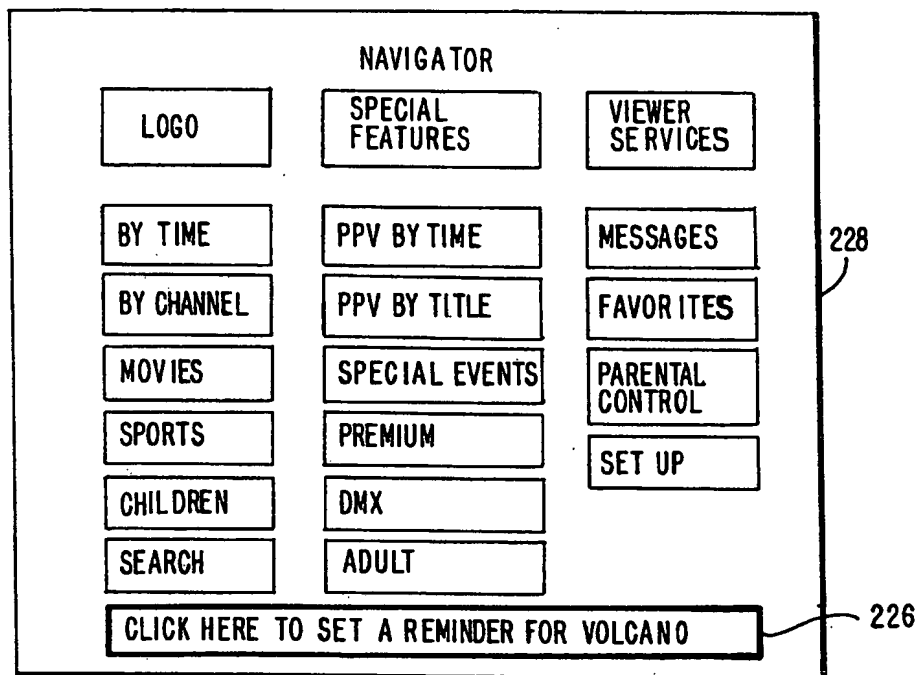 NAVIGATOR
LOGO
SPECIAL
FEATURES
VIEWER
SERVICES
BY TIME
PPV BY TIME
MESSAGES
228
BY CHANNEL
PPV BY TITLE
FAVORITES
MOVIES
SPECIAL EVENTS
PARENTAL
CONTROL
SPORTS
PREMIUM
SET UP
CHILDREN
DMX
SEARCH
ADULT
CLICK HERE TO SET A REMINDER FOR VOLCANO
226